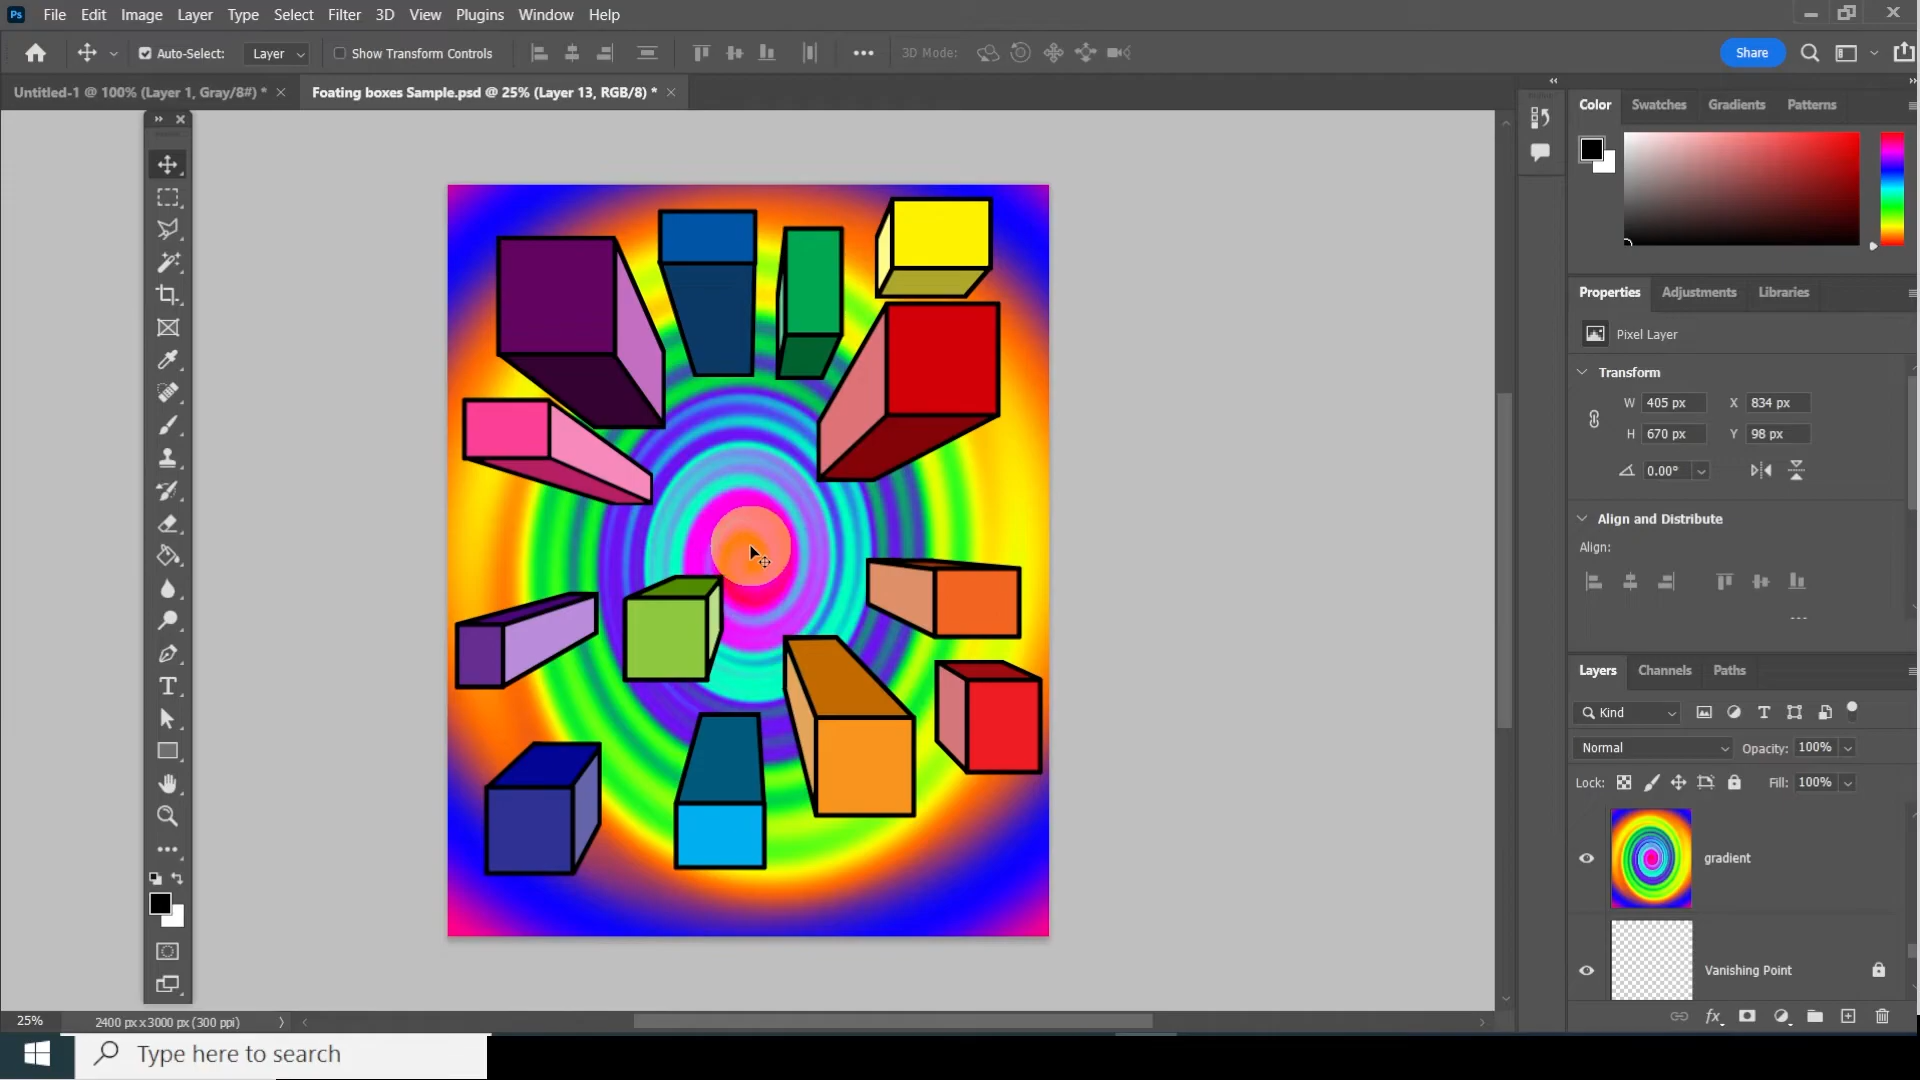 Ps File Edit Image Layer Type Select Filter 3D View Plugins Window Help
Auto-Select: Layer Show Transform Controls 3D Mode: Share
Untitled-1 @ 100% (Layer 1, Gray/8#) * Foating boxes Sample.psd @ 25% (Layer 13, RGB/8) *
Color Swatches Gradients Patterns
Properties Adjustments Libraries
Pixel Layer
Transform
W 405 px X 834 px
H 670 px Y 98 px
0.00°
Align and Distribute
Align:
Layers Channels Paths
Kind
Normal Opacity: 100%
Lock: Fill: 100%
gradient
Vanishing Point
fx
25% 2400 px x 3000 px (300 ppi)
Type here to search